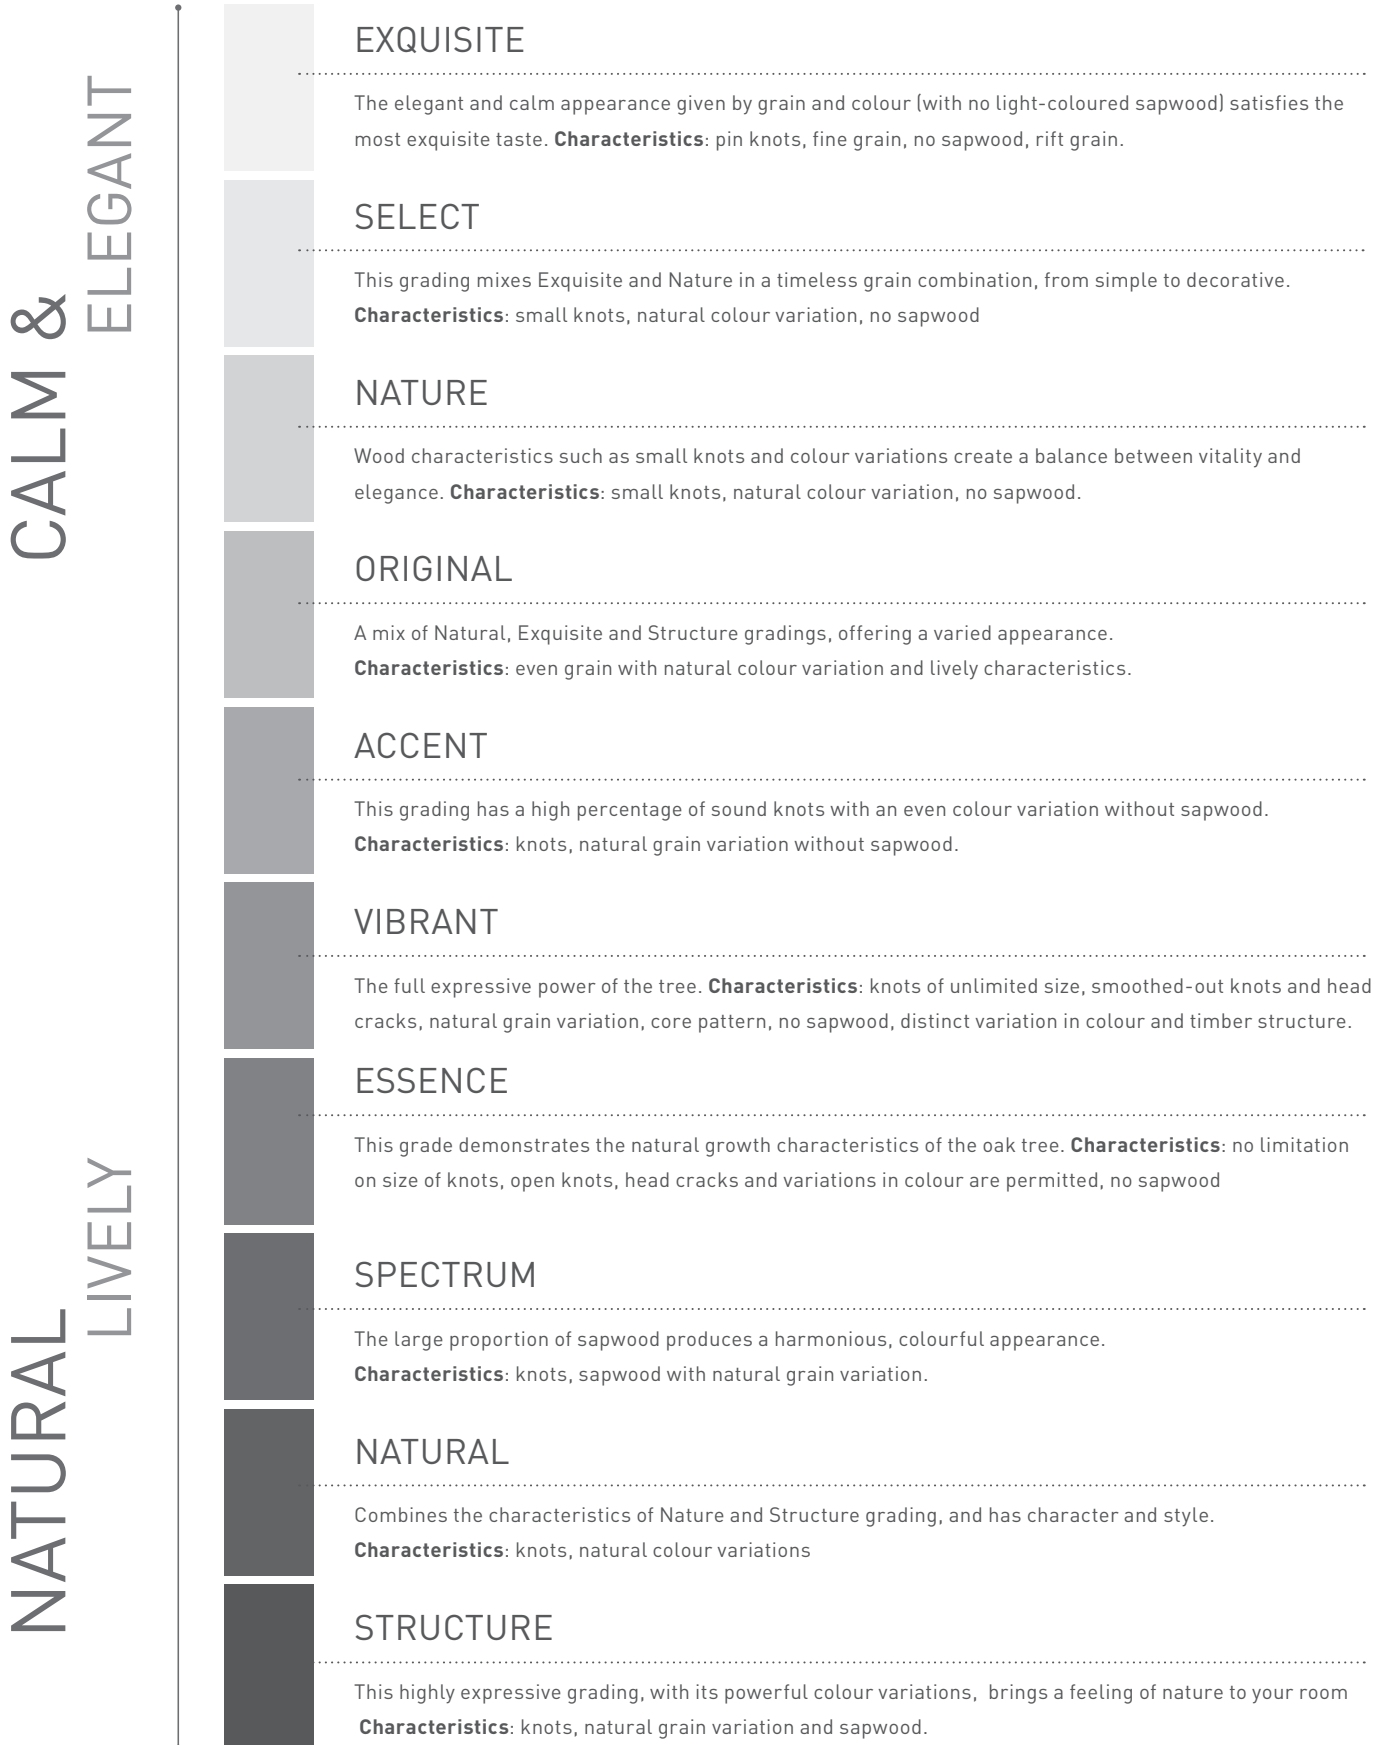 CALM &
ELEGANT
EXQUISITE
The elegant and calm appearance given by grain and colour (with no light-coloured sapwood) satisfies the
most exquisite taste. Characteristics: pin knots, fine grain, no sapwood, rift grain.
SELECT
This grading mixes Exquisite and Nature in a timeless grain combination, from simple to decorative.
Characteristics: small knots, natural colour variation, no sapwood
NATURE
Wood characteristics such as small knots and colour variations create a balance between vitality and
elegance. Characteristics: small knots, natural colour variation, no sapwood.
ORIGINAL
A mix of Natural, Exquisite and Structure gradings, offering a varied appearance.
Characteristics: even grain with natural colour variation and lively characteristics.
ACCENT
This grading has a high percentage of sound knots with an even colour variation without sapwood.
Characteristics: knots, natural grain variation without sapwood.
VIBRANT
The full expressive power of the tree. Characteristics: knots of unlimited size, smoothed-out knots and head
cracks, natural grain variation, core pattern, no sapwood, distinct variation in colour and timber structure.
NATURAL
LIVELY
ESSENCE
This grade demonstrates the natural growth characteristics of the oak tree. Characteristics: no limitation
on size of knots, open knots, head cracks and variations in colour are permitted, no sapwood
SPECTRUM
The large proportion of sapwood produces a harmonious, colourful appearance.
Characteristics: knots, sapwood with natural grain variation.
NATURAL
Combines the characteristics of Nature and Structure grading, and has character and style.
Characteristics: knots, natural colour variations
STRUCTURE
This highly expressive grading, with its powerful colour variations, brings a feeling of nature to your room
Characteristics: knots, natural grain variation and sapwood.